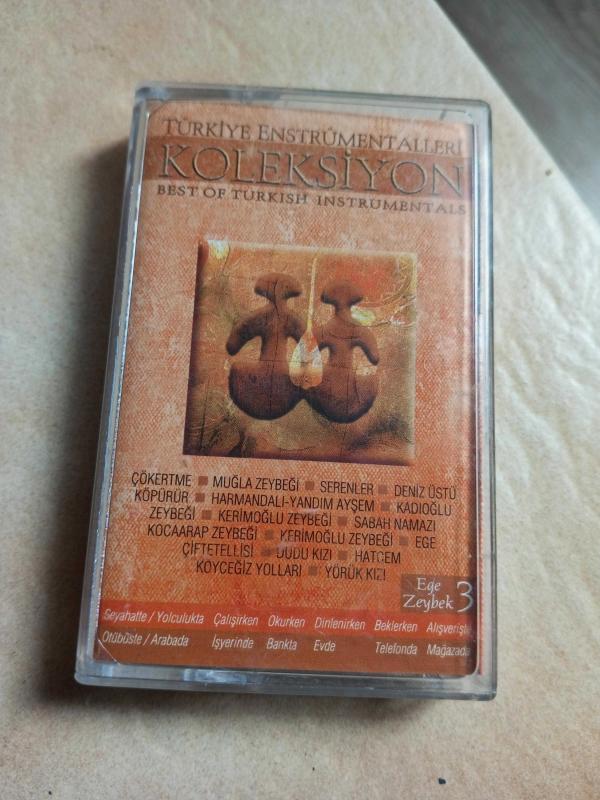 TÜRKİYE ENSTRÜMENTALLERİ
KOLEKSİYON
BEST OF TURKISH INSTRUMENTALS
ÇÖKERTME ■ MUĞLA ZEYBEĞİ ■ SERENLER ■ DENİZ ÜSTÜ
KÖPÜRÜR ■ HARMANDALI-YANDIM AYŞEM ■ KADIOĞLU
ZEYBEĞİ ■ KERİMOĞLU ZEYBEĞİ ■ SABAH NAMAZI
KOCAARAP ZEYBEĞİ ■ KERİMOĞLU ZEYBEĞİ ■ EGE
ÇİFTETELLİSİ ■ DUDU KIZI ■ HATÇEM
KÖYCEĞİZ YOLLARI ■ YÖRÜK KIZI
Ege
Zeybek 3
Seyahatte / Yolculukta Çalışırken Okurken Dinlenirken Beklerken Alışverişte
Otübüste / Arabada İşyerinde Bankta Evde Telefonda Mağazada